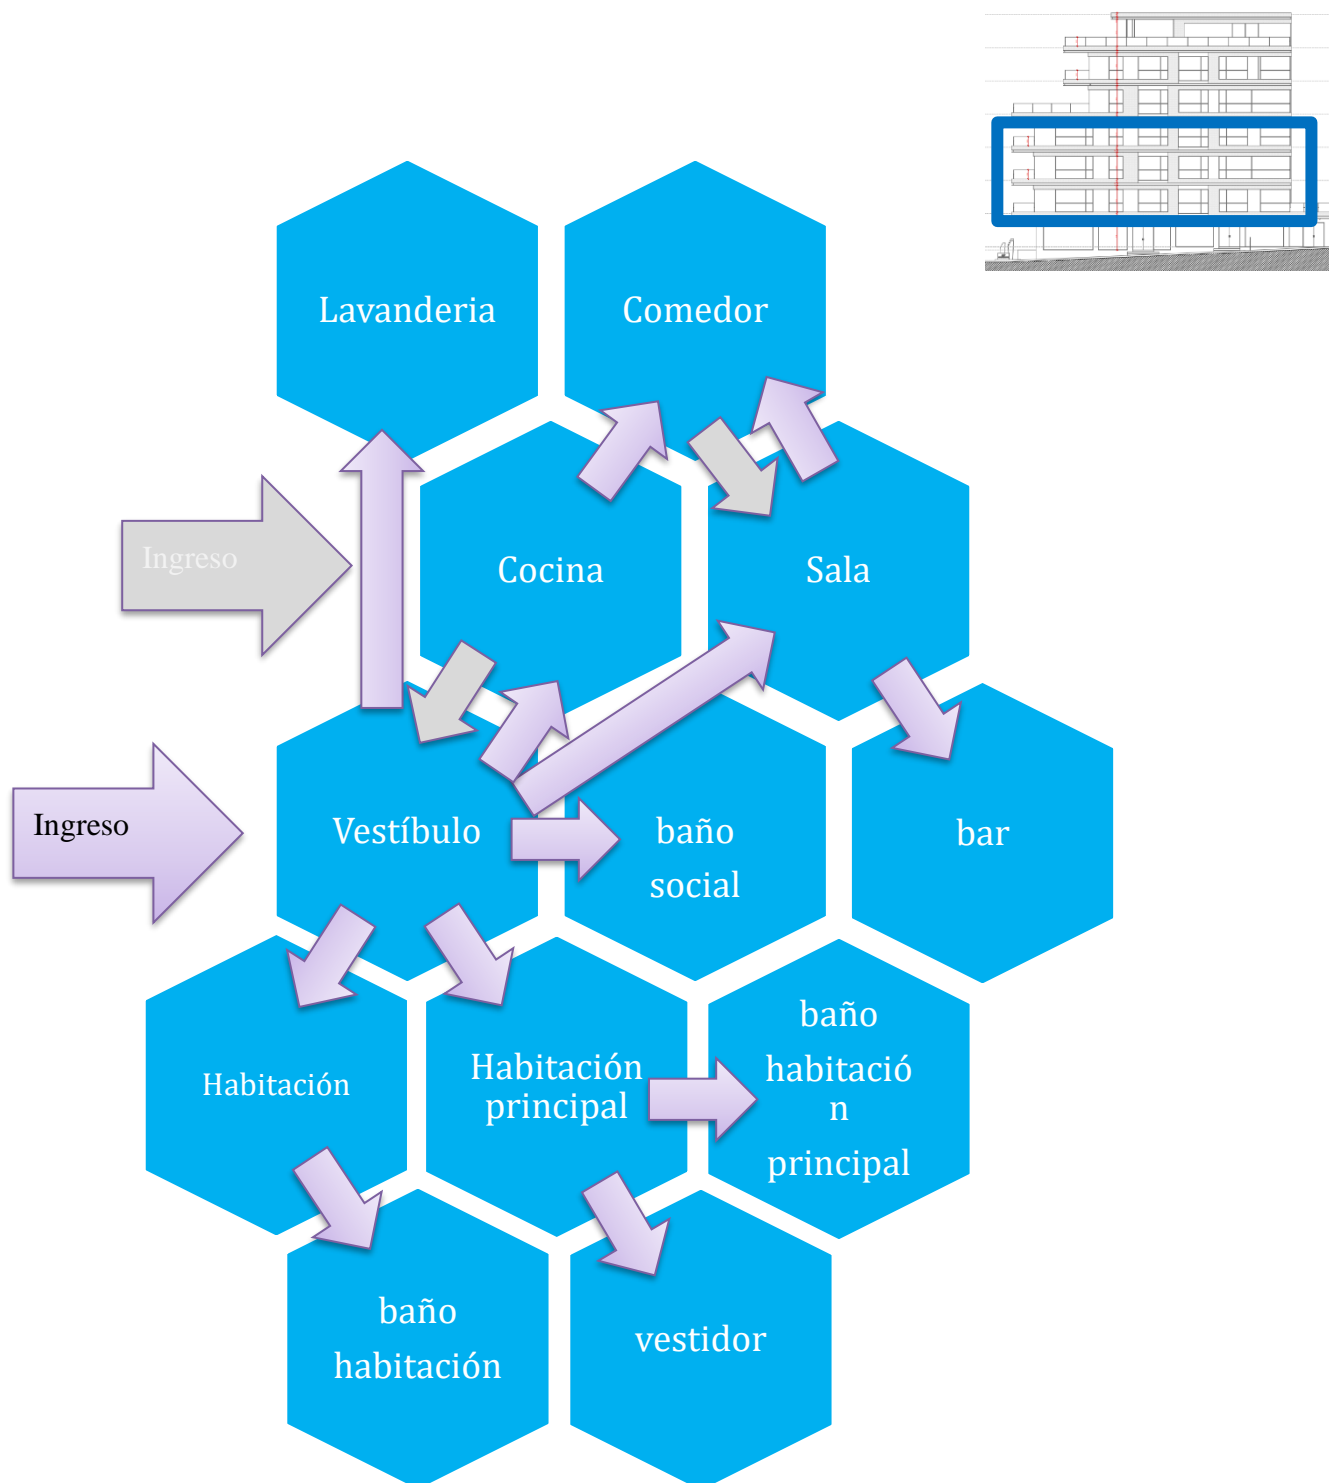 Lavanderia
Comedor
Ingreso
Cocina
Sala
Ingreso
Vestíbulo
baño
social
bar
Habitación
Habitación
principal
baño
habitació
n
principal
baño
habitación
vestidor